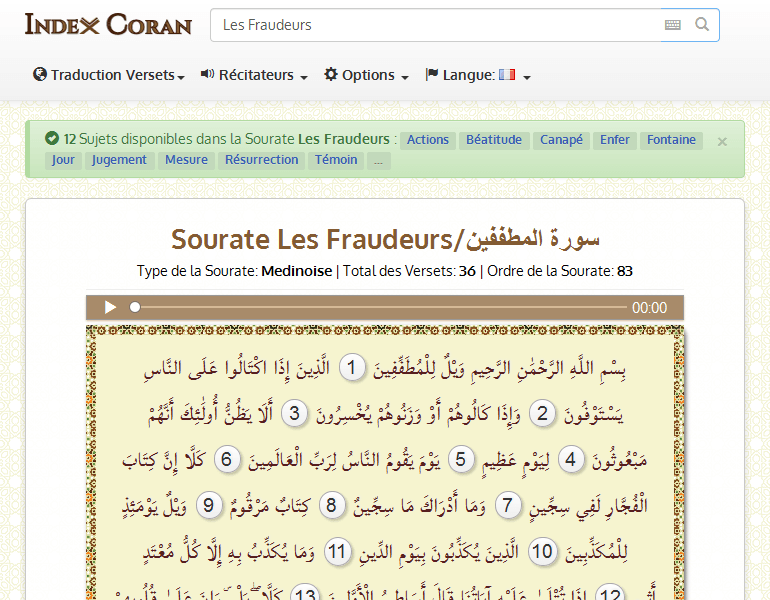 Index Coran
Les Fraudeurs
Traduction Versets Récitateurs Options Langue:
12 Sujets disponibles dans la Sourate Les Fraudeurs : Actions Béatitude Canapé Enfer Fontaine ×
Jour Jugement Mesure Résurrection Témoin ...
Sourate Les Fraudeurs/سورة المطففين
Type de la Sourate: Medinoise | Total des Versets: 36 | Ordre de la Sourate: 83
00:00
بِسْمِ اللَّهِ الرَّحْمَٰنِ الرَّحِيمِ وَيْلٌ لِلْمُطَفِّفِينَ 1 الَّذِينَ إِذَا اكْتَالُوا عَلَى النَّاسِ
يَسْتَوْفُونَ 2 وَإِذَا كَالُوهُمْ أَوْ وَزَنُوهُمْ يُخْسِرُونَ 3 أَلَا يَظُنُّ أُولَٰئِكَ أَنَّهُمْ
مَبْعُوثُونَ 4 لِيَوْمٍ عَظِيمٍ 5 يَوْمَ يَقُومُ النَّاسُ لِرَبِّ الْعَالَمِينَ 6 كَلَّا إِنَّ كِتَابَ
الْفُجَّارِ لَفِي سِجِّينٍ 7 وَمَا أَدْرَاكَ مَا سِجِّينٌ 8 كِتَابٌ مَرْقُومٌ 9 وَيْلٌ يَوْمَئِذٍ
لِلْمُكَذِّبِينَ 10 الَّذِينَ يُكَذِّبُونَ بِيَوْمِ الدِّينِ 11 وَمَا يُكَذِّبُ بِهِ إِلَّا كُلُّ مُعْتَدٍ
12 13